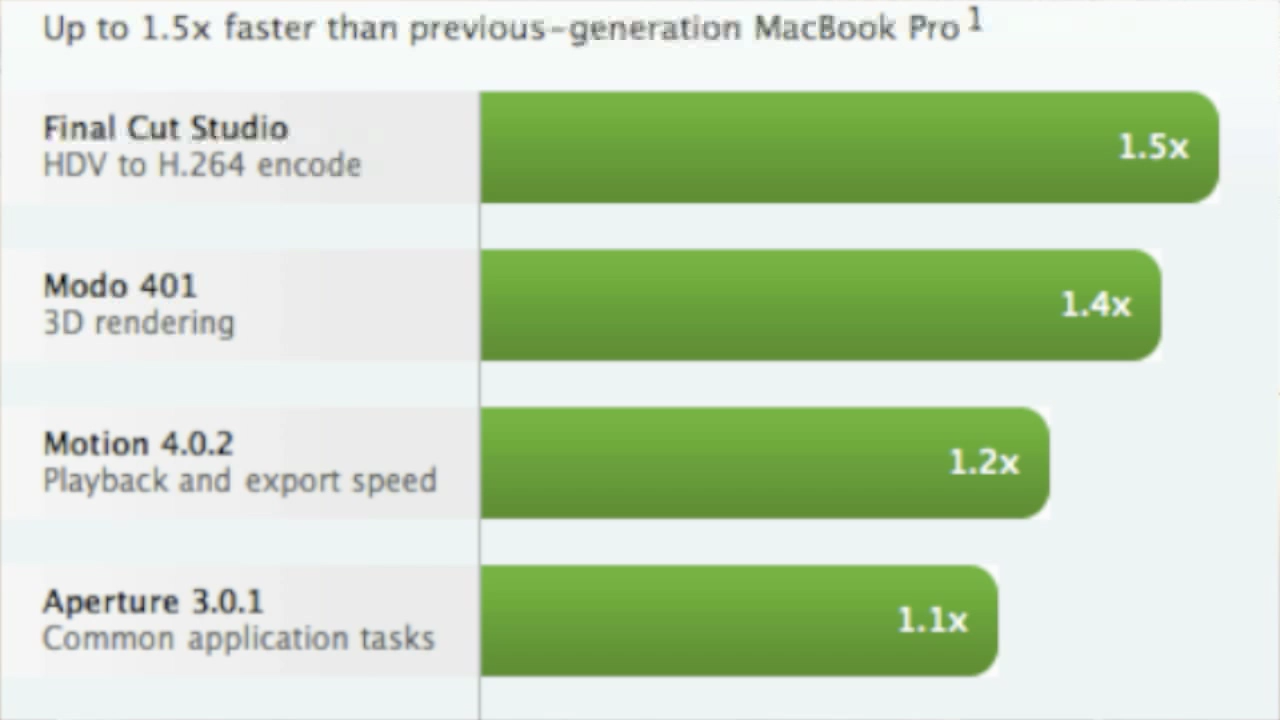 Up to 1.5x faster than previous-generation MacBook Pro 1
Final Cut Studio
HDV to H.264 encode
1.5x
Modo 401
3D rendering
1.4x
Motion 4.0.2
Playback and export speed
1.2x
Aperture 3.0.1
Common application tasks
1.1x